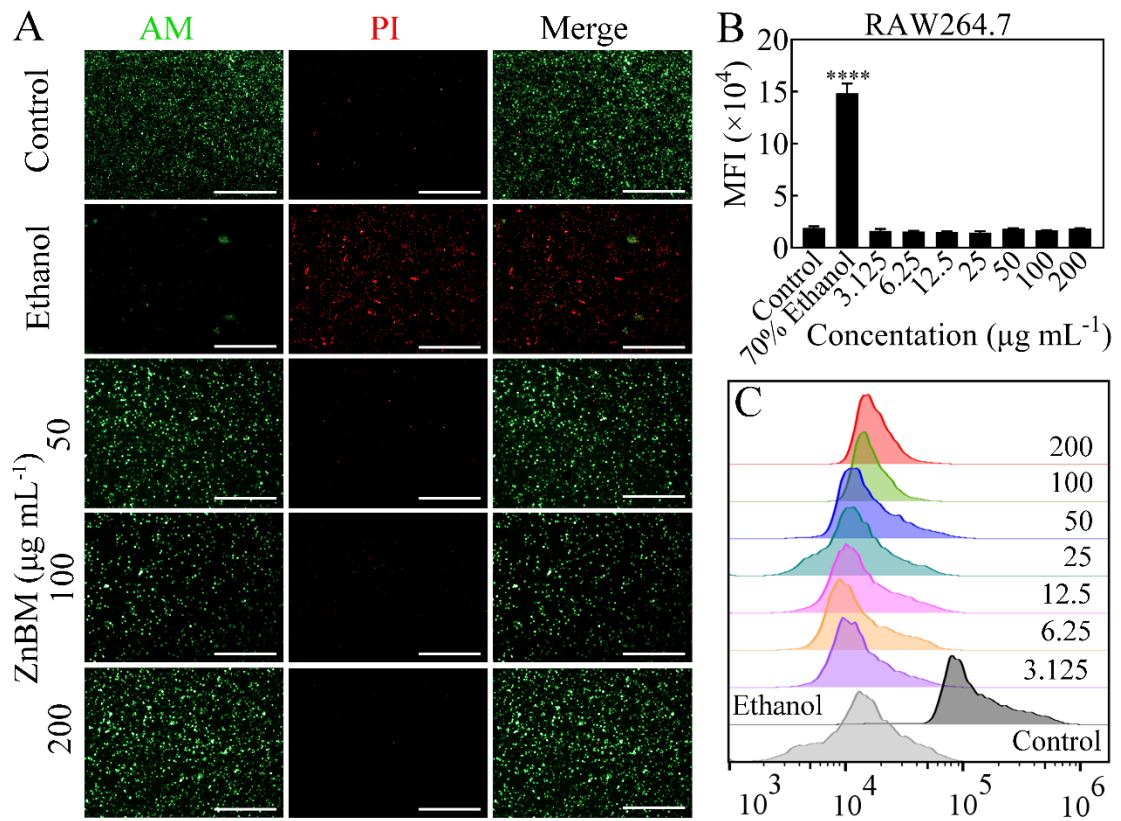 A
AM PI Merge
Control
Ethanol
ZnBM (µg mL⁻¹)
50
100
200
B
RAW264.7
MFI (×10⁴)
20
15
10
5
0
****
Control
70% Ethanol
3.125
6.25
12.5
25
50
100
200
Concentation (µg mL⁻¹)
C
200
100
50
25
12.5
6.25
3.125
Ethanol
Control
10³ 10⁴ 10⁵ 10⁶